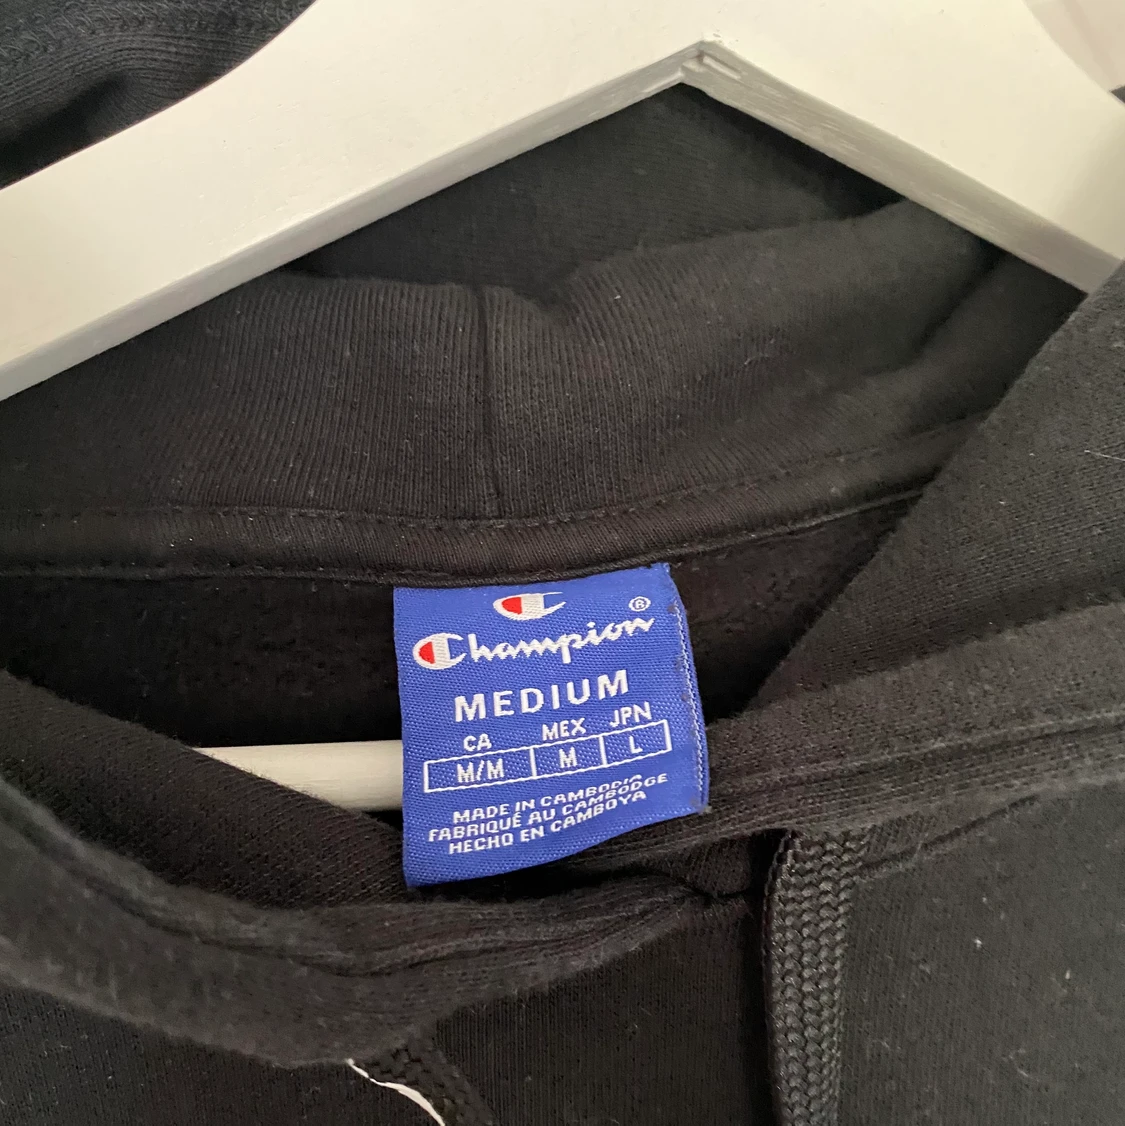 Champion®
MEDIUM
CA MEX JPN
M/M M L
MADE IN CAMBODIA
FABRIQUÉ AU CAMBODGE
HECHO EN CAMBOYA